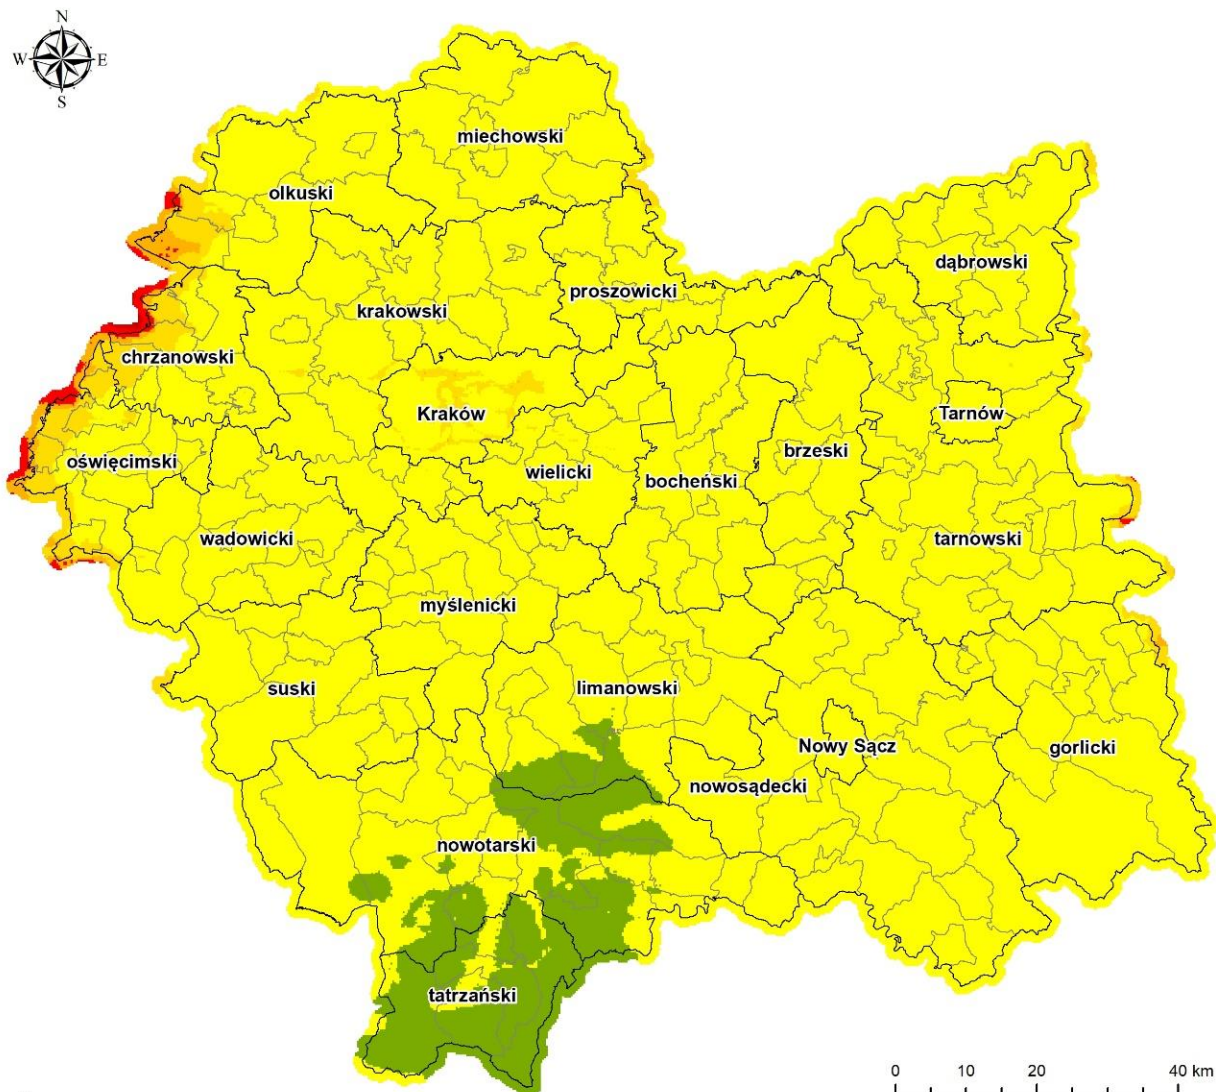 N
W E
S
miechowski
olkuski
dąbrowski
proszowicki
krakowski
chrzanowski
Kraków
Tarnów
brzeski
oświęcimski
wielicki
bocheński
wadowicki
tarnowski
myślenicki
suski
limanowski
Nowy Sącz
gorlicki
nowosądecki
nowotarski
tatrzański
0 10 20 40 km